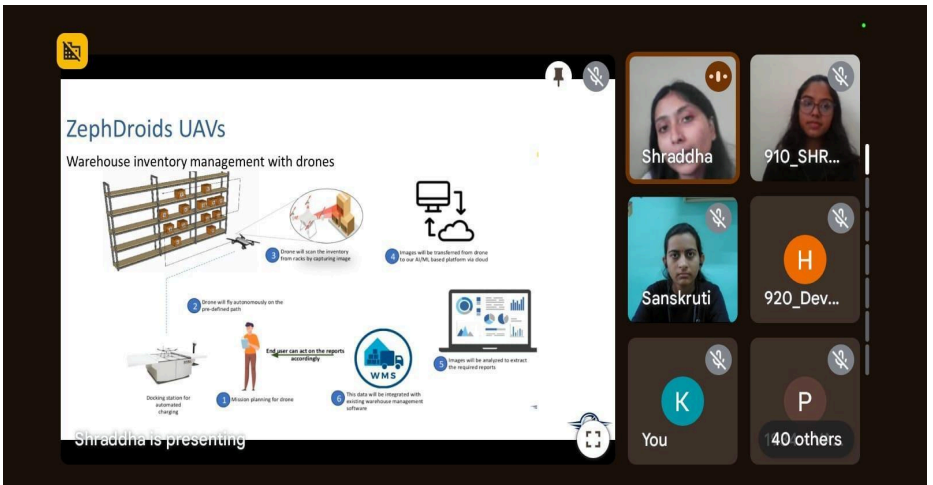 ZephDroids UAVs
Warehouse inventory management with drones
3 Drone will scan the inventory
from racks by capturing image
4 Images will be transferred from drone
to our AI/ML based platform via cloud
2 Drone will fly autonomously on the
pre-defined path
End user can act on the reports
accordingly
WMS
5 Images will be analyzed to extract
the required reports
Docking station for
automated
charging
1 Mission planning for drone
6 This data will be integrated with
existing warehouse management
software
Shraddha is presenting
Shraddha
910_SHR...
Sanskruti
H
920_Dev...
K
You
P
40 others